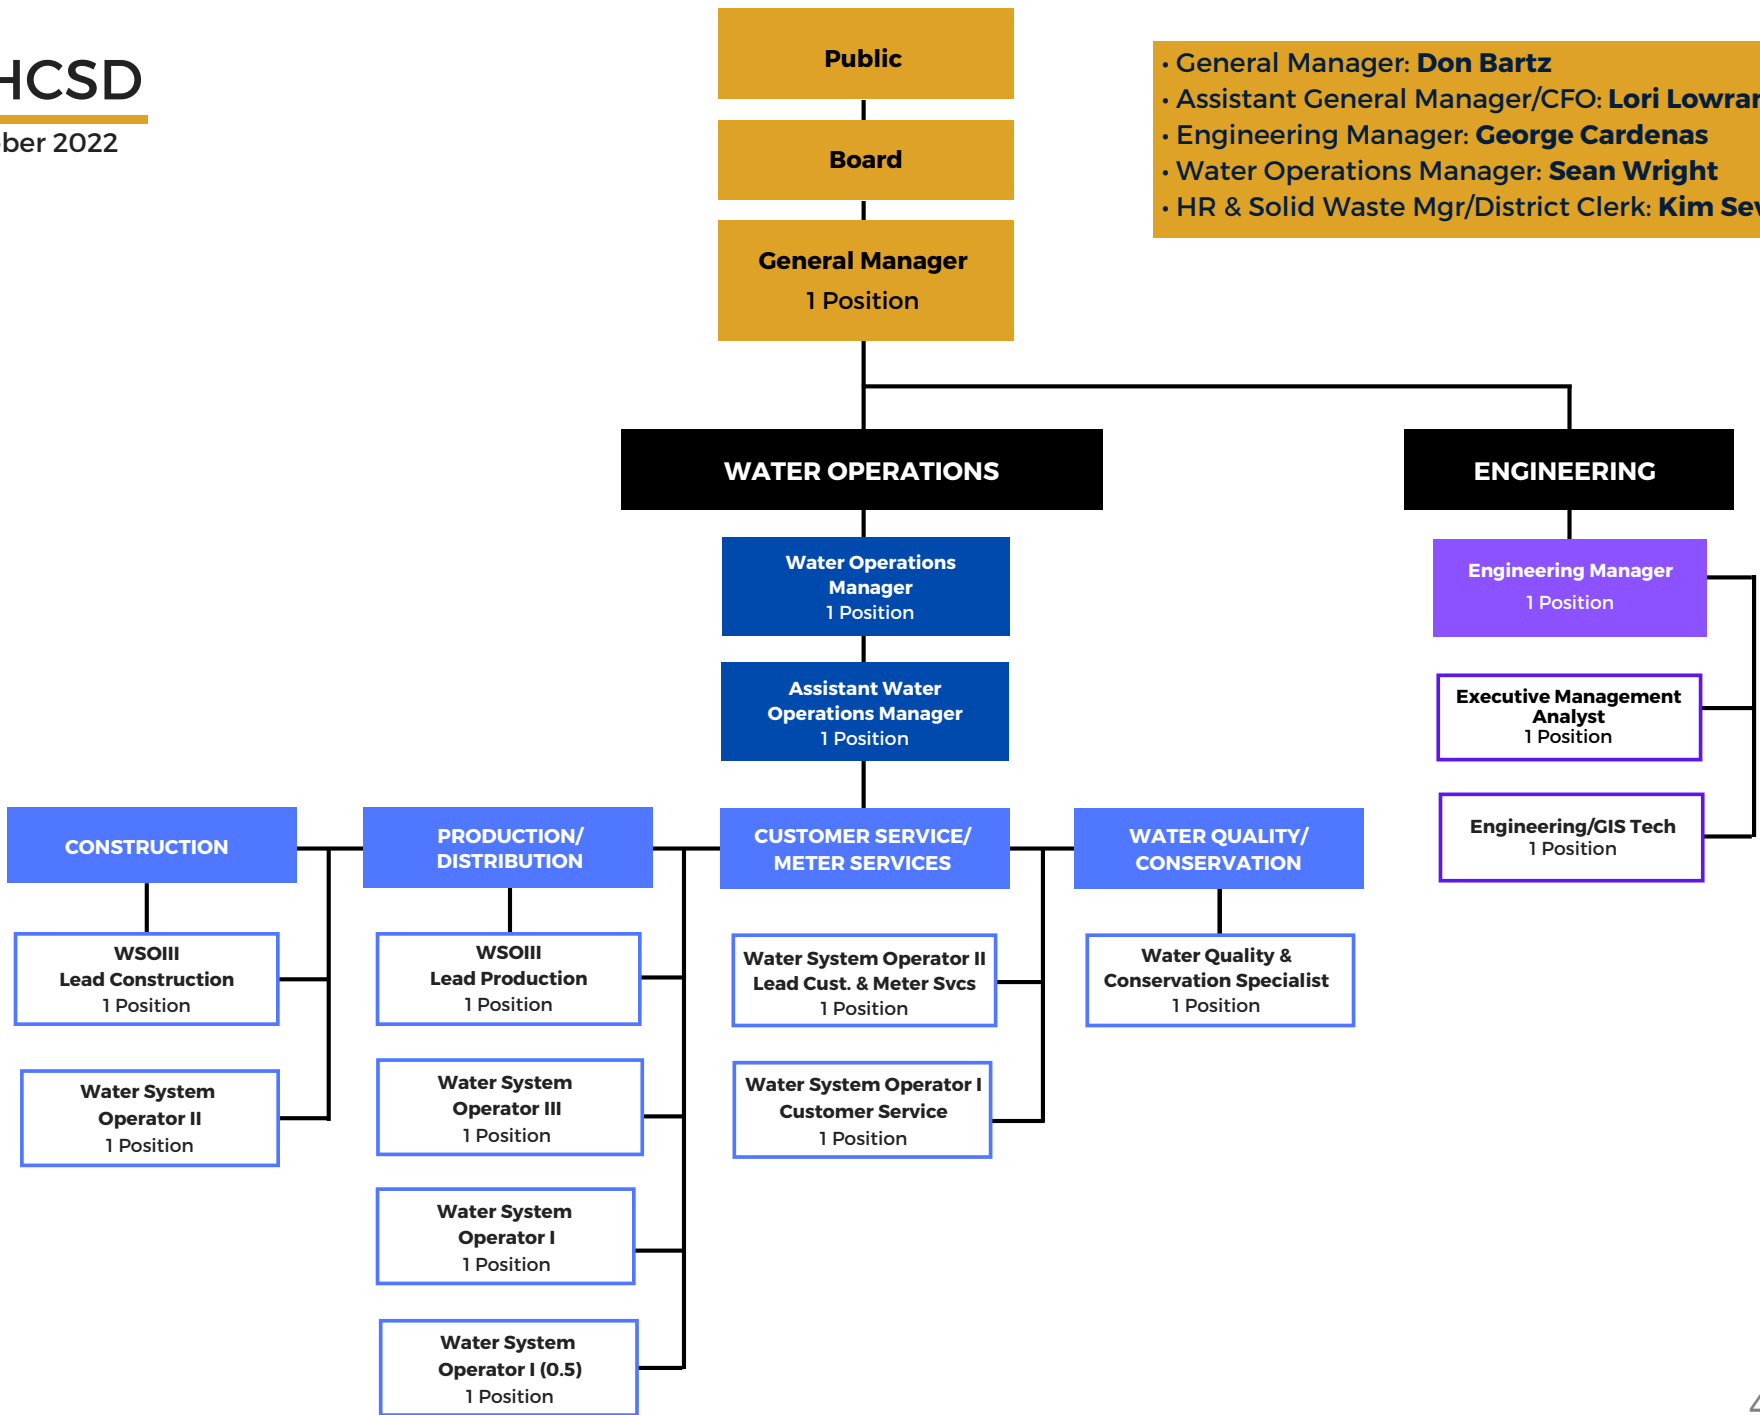 HCSD
ber 2022
Public
Board
General Manager
1 Position
• General Manager: Don Bartz
• Assistant General Manager/CFO: Lori
• Engineering Manager: George Cardenas
• Water Operations Manager: Sean Wright
• HR & Solid Waste Mgr/District Clerk: Kim
WATER OPERATIONS
ENGINEERING
Water Operations
Manager
1 Position
Assistant Water
Operations Manager
1 Position
Engineering Manager
1 Position
Executive Management
Analyst
1 Position
Engineering/GIS Tech
1 Position
CONSTRUCTION
WSOIII
Lead Construction
1 Position
Water System
Operator II
1 Position
PRODUCTION/
DISTRIBUTION
WSOIII
Lead Production
1 Position
Water System
Operator III
1 Position
Water System
Operator I
1 Position
Water System
Operator I (0.5)
1 Position
CUSTOMER SERVICE/
METER SERVICES
Water System Operator II
Lead Cust. & Meter Svcs
1 Position
Water System Operator I
Customer Service
1 Position
WATER QUALITY/
CONSERVATION
Water Quality &
Conservation Specialist
1 Position